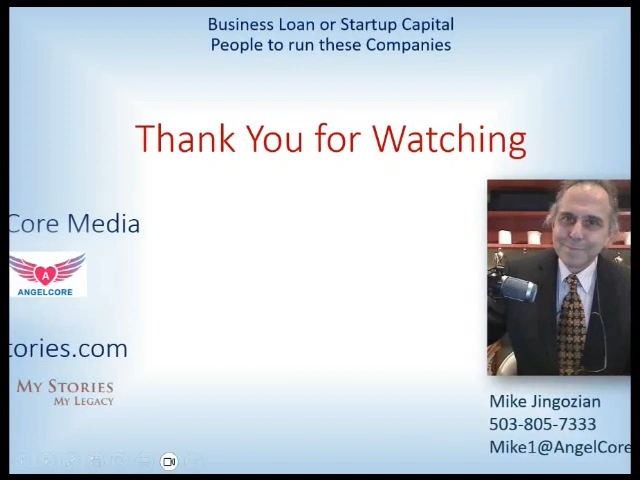 Business Loan or Startup Capital
People to run these Companies
Thank You for Watching
Core Media
A
ANGELCORE
tories.com
MY STORIES
MY LEGACY
Mike Jingozian
503-805-7333
Mike1@AngelCore